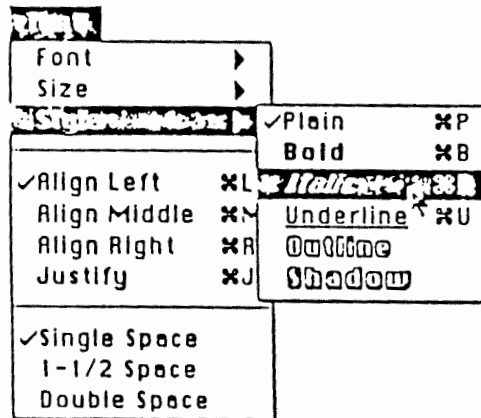 Font
Size
Style
✓Align Left ⌘L
Align Middle ⌘M
Align Right ⌘R
Justify ⌘J
✓Single Space
1-1/2 Space
Double Space
✓Plain ⌘P
Bold ⌘B
Italic
Underline ⌘U
Outline
Shadow